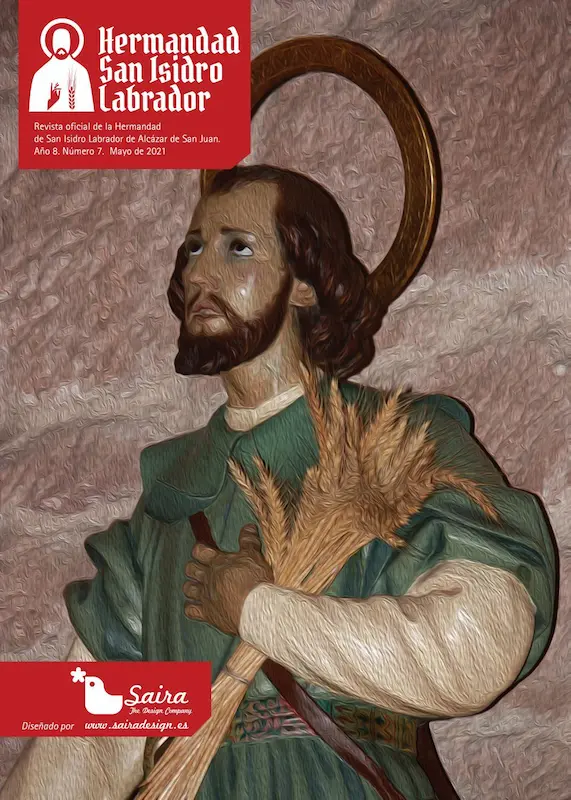 Hermandad
San Isidro
Labrador
Revista oficial de la Hermandad
de San Isidro Labrador de Alcázar de San Juan.
Año 8. Número 7. Mayo de 2021
Saira
The Design Company.
Diseñado por www.sairadesign.es